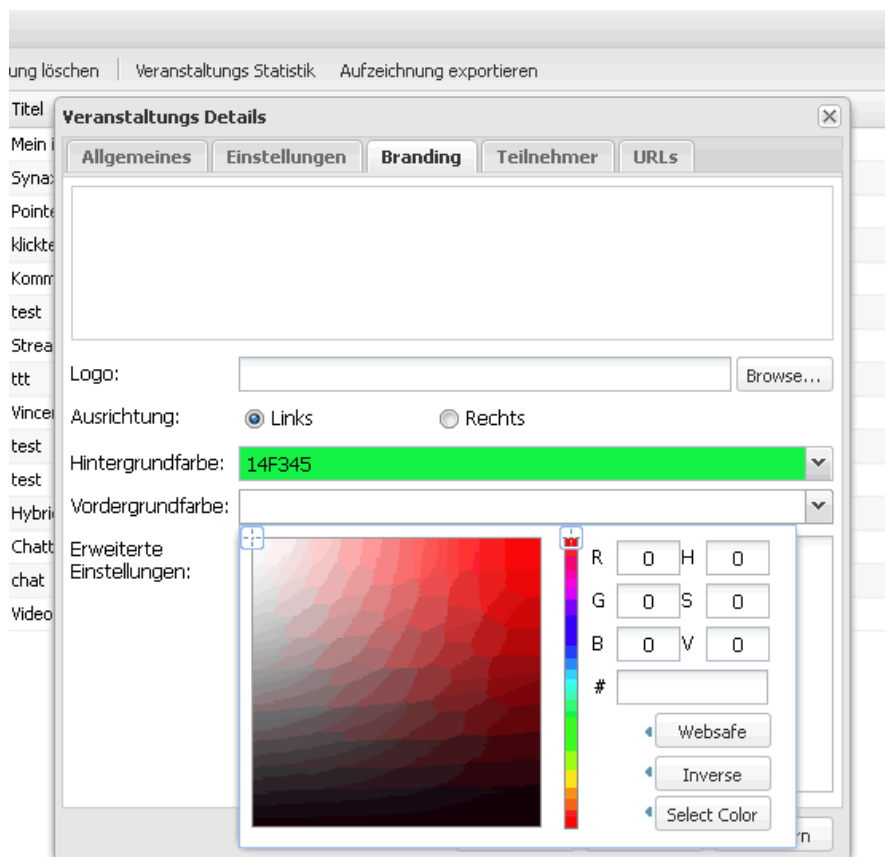 ung löschen Veranstaltungs Statistik Aufzeichnung exportieren
Titel
Veranstaltungs Details
Mein i
Allgemeines Einstellungen Branding Teilnehmer URLs
Synax
Pointe
klickte
Komm
test
Strea
ttt
Logo: Browse...
Vincen
Ausrichtung: Links Rechts
test
Hintergrundfarbe: 14F345
test
Hybri
Vordergrundfarbe:
Chatt
Erweiterte
Einstellungen:
chat
Video
R 0 H 0
G 0 S 0
B 0 V 0
#
Websafe
Inverse
Select Color
rn